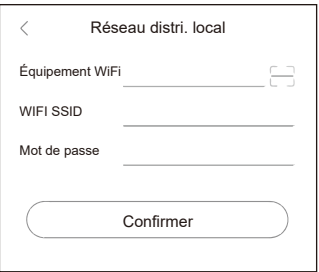 Réseau distri. local
Équipement WiFi
WIFI SSID
Mot de passe
Confirmer